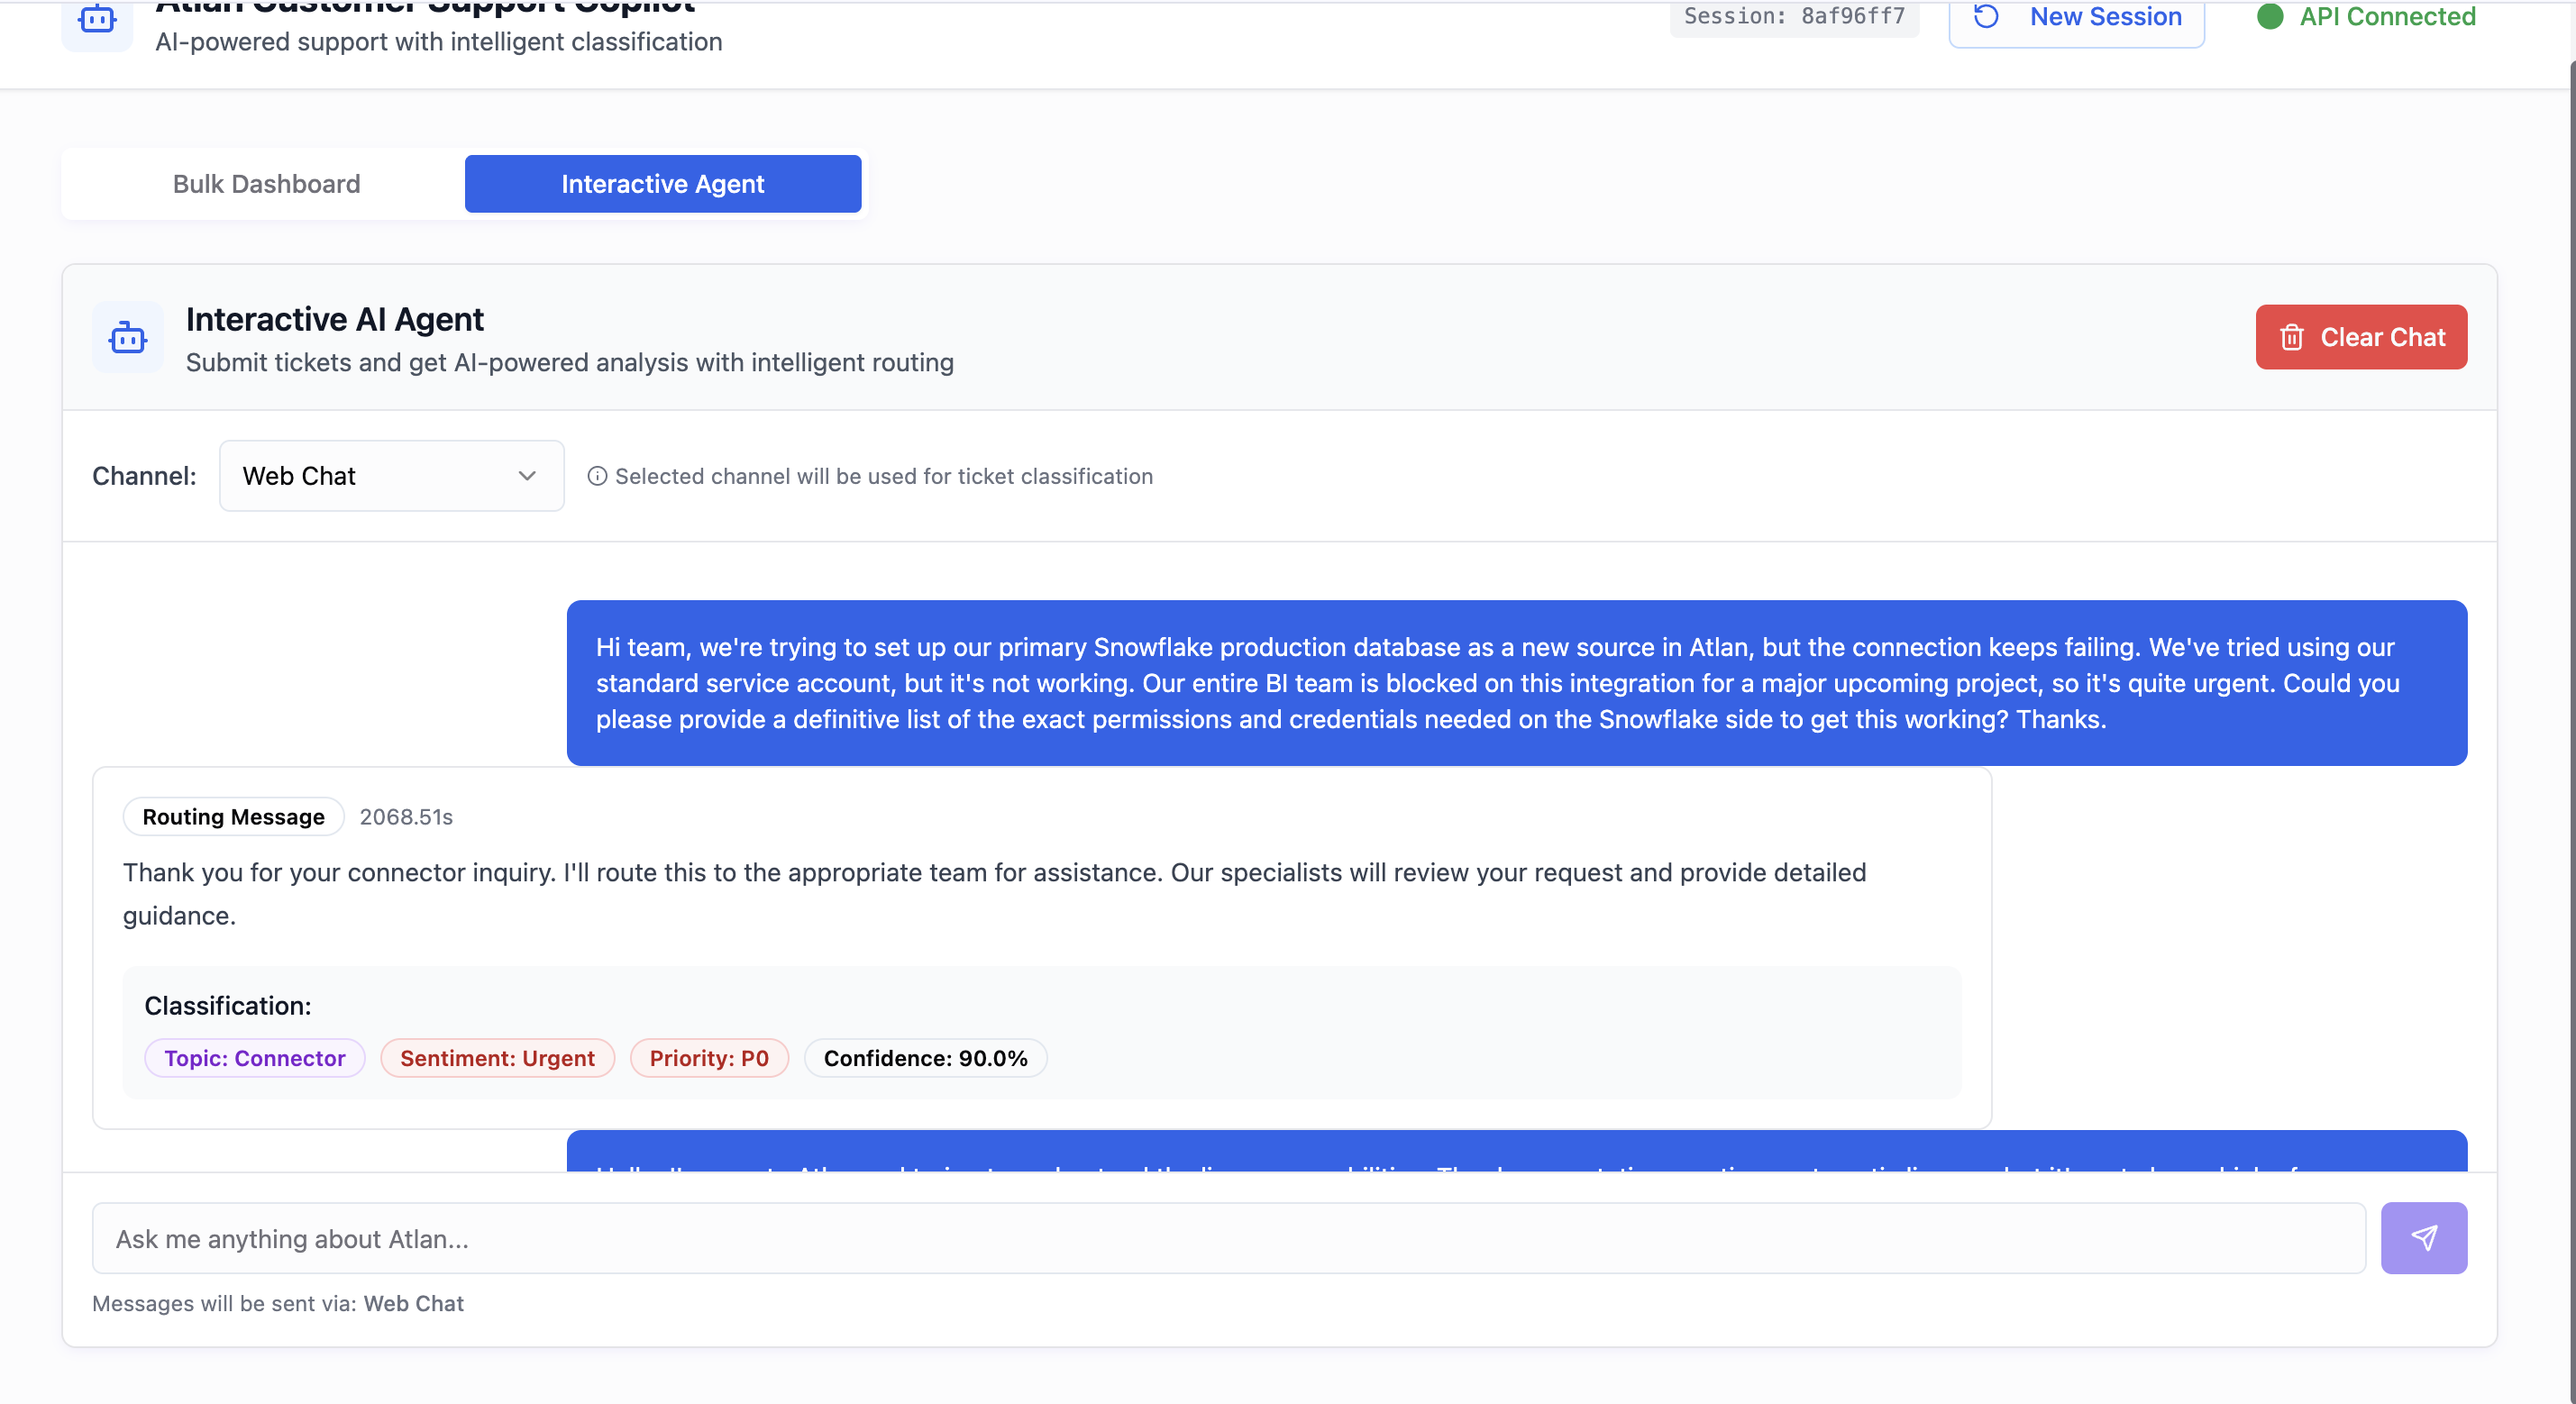 Atlan Customer Support Copilot
AI-powered support with intelligent classification
Session: 8af96ff7
New Session
API Connected
Bulk Dashboard
Interactive Agent
Interactive AI Agent
Submit tickets and get AI-powered analysis with intelligent routing
Clear Chat
Channel:
Web Chat
Selected channel will be used for ticket classification
Hi team, we're trying to set up our primary Snowflake production database as a new source in Atlan, but the connection keeps failing. We've tried using our
standard service account, but it's not working. Our entire BI team is blocked on this integration for a major upcoming project, so it's quite urgent. Could you
please provide a definitive list of the exact permissions and credentials needed on the Snowflake side to get this working? Thanks.
Routing Message
2068.51s
Thank you for your connector inquiry. I'll route this to the appropriate team for assistance. Our specialists will review your request and provide detailed
guidance.
Classification:
Topic: Connector
Sentiment: Urgent
Priority: P0
Confidence: 90.0%
Ask me anything about Atlan...
Messages will be sent via: Web Chat